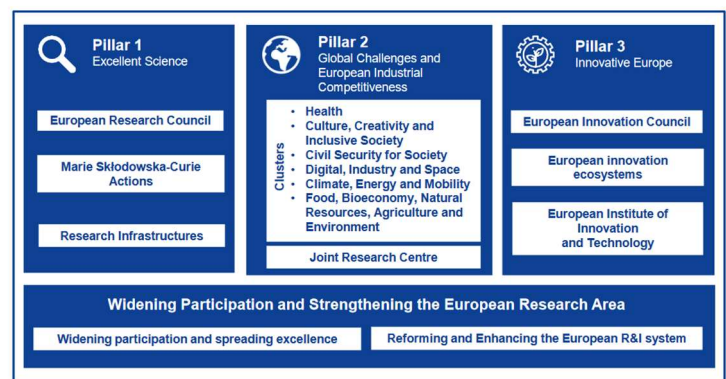 Pillar 1
Excellent Science
European Research Council
Marie Skłodowska-Curie
Actions
Research Infrastructures
Pillar 2
Global Challenges and
European Industrial
Competitiveness
Clusters
• Health
• Culture, Creativity and
Inclusive Society
• Civil Security for Society
• Digital, Industry and Space
• Climate, Energy and Mobility
• Food, Bioeconomy, Natural
Resources, Agriculture and
Environment
Joint Research Centre
Pillar 3
Innovative Europe
European Innovation Council
European innovation
ecosystems
European Institute of
Innovation
and Technology
Widening Participation and Strengthening the European Research Area
Widening participation and spreading excellence
Reforming and Enhancing the European R&I system